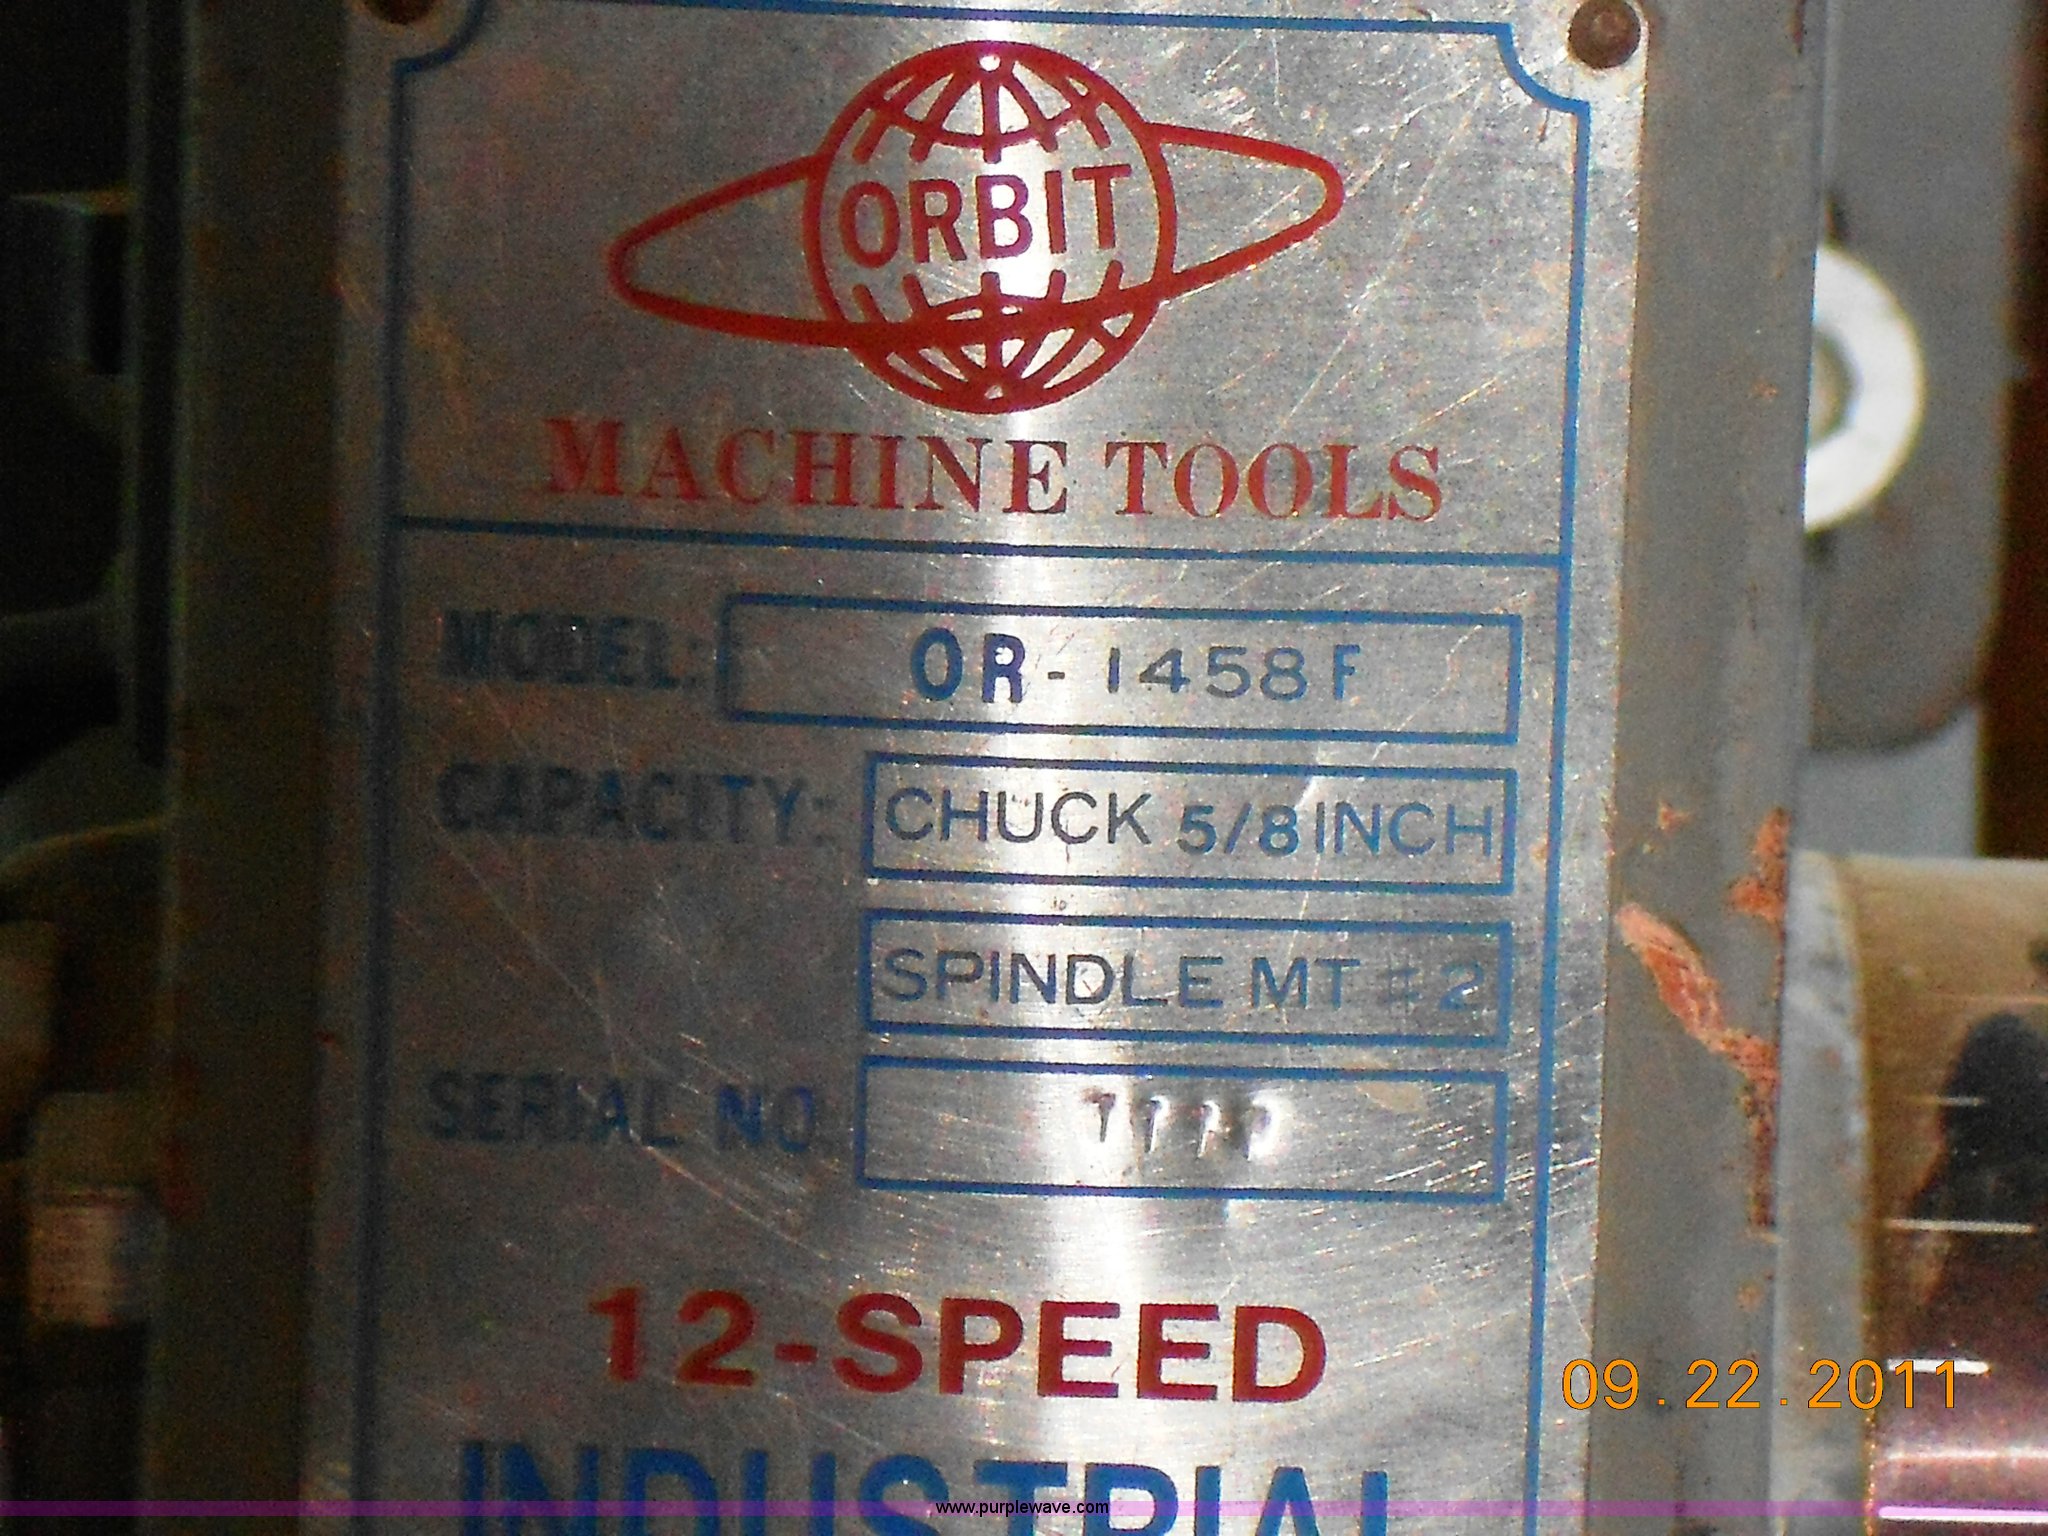 ORBIT
MACHINE TOOLS
MODEL: OR-1458F
CAPACITY: CHUCK 5/8 INCH
SPINDLE MT #2
SERIAL NO.
12-SPEED
INDUSTRIAL
09.22.2011
www.purplewave.com